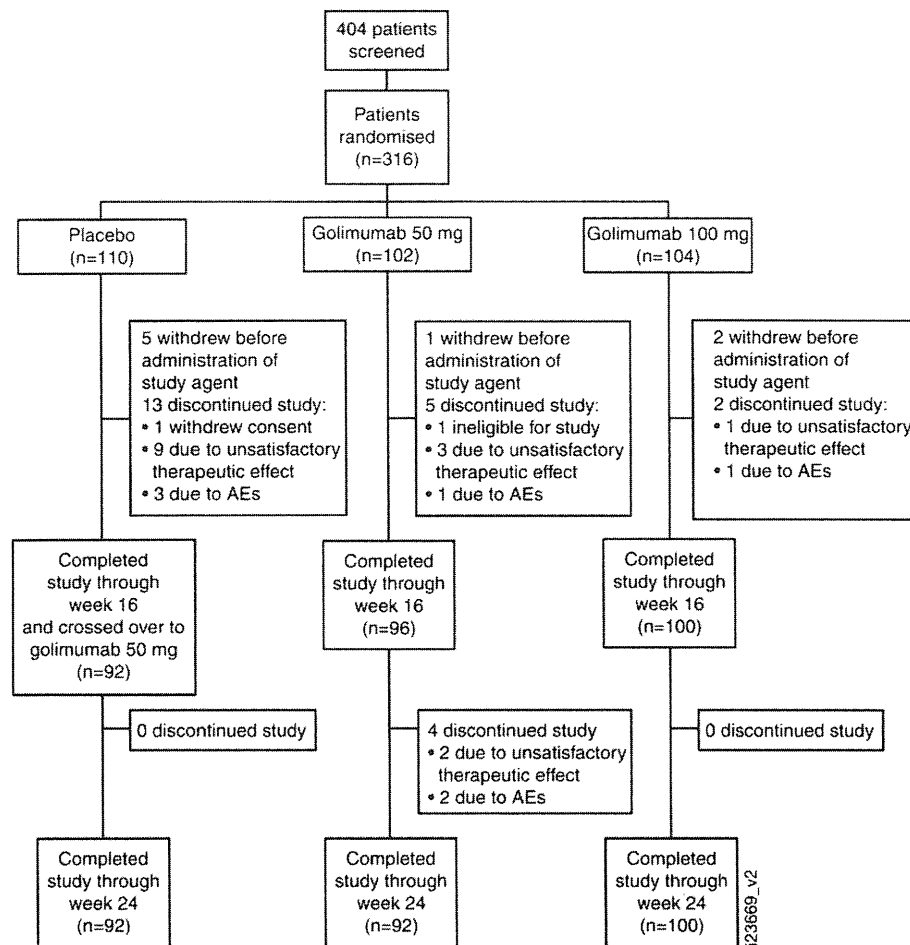 404 patients
screened
Patients
randomised
(n=316)
Placebo
(n=110)
Golimumab 50 mg
(n=102)
Golimumab 100 mg
(n=104)
5 withdrew before
administration of
study agent
13 discontinued study:
• 1 withdrew consent
• 9 due to unsatisfactory
therapeutic effect
• 3 due to AEs
1 withdrew before
administration of
study agent
5 discontinued study:
• 1 ineligible for study
• 3 due to unsatisfactory
therapeutic effect
• 1 due to AEs
2 withdrew before
administration of
study agent
2 discontinued study:
• 1 due to unsatisfactory
therapeutic effect
• 1 due to AEs
Completed
study through
week 16
and crossed over to
golimumab 50 mg
(n=92)
Completed
study through
week 16
(n=96)
Completed
study through
week 16
(n=100)
0 discontinued study
4 discontinued study
• 2 due to unsatisfactory
therapeutic effect
• 2 due to AEs
0 discontinued study
Completed
study through
week 24
(n=92)
Completed
study through
week 24
(n=92)
Completed
study through
week 24
(n=100)